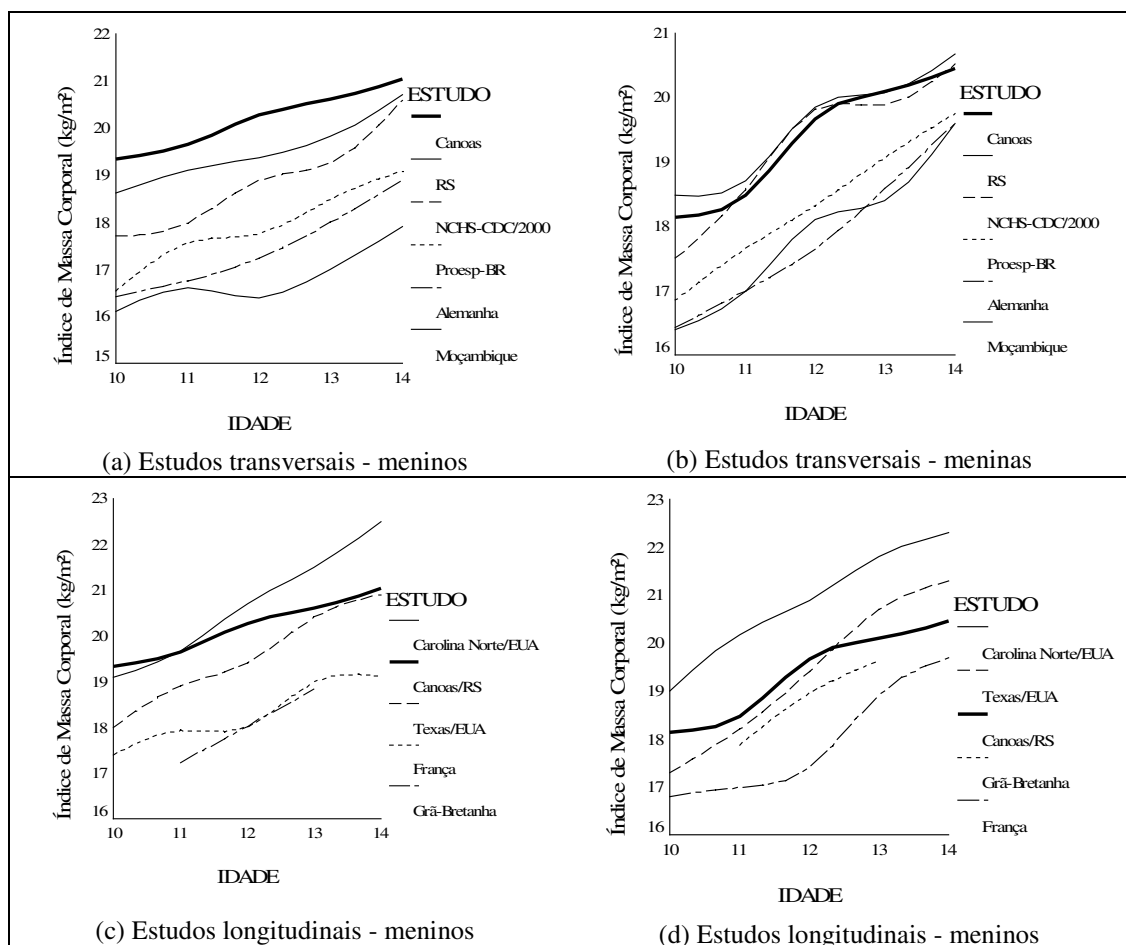 22
21
20
19
18
17
16
15
10 11 12 13 14
Índice de Massa Corporal (kg/m²)
IDADE
ESTUDO
Canoas
RS
NCHS-CDC/2000
Proesp-BR
Alemanha
Moçambique
(a) Estudos transversais - meninos
21
20
19
18
17
16
10 11 12 13 14
Índice de Massa Corporal (kg/m²)
IDADE
ESTUDO
Canoas
RS
NCHS-CDC/2000
Proesp-BR
Alemanha
Moçambique
(b) Estudos transversais - meninas
23
22
21
20
19
18
17
16
10 11 12 13 14
Índice de Massa Corporal (kg/m²)
IDADE
ESTUDO
Carolina Norte/EUA
Canoas/RS
Texas/EUA
França
Grã-Bretanha
(c) Estudos longitudinais - meninos
23
22
21
20
19
18
17
16
10 11 12 13 14
Índice de Massa Corporal (kg/m²)
IDADE
ESTUDO
Carolina Norte/EUA
Texas/EUA
Canoas/RS
Grã-Bretanha
França
(d) Estudos longitudinais - meninos